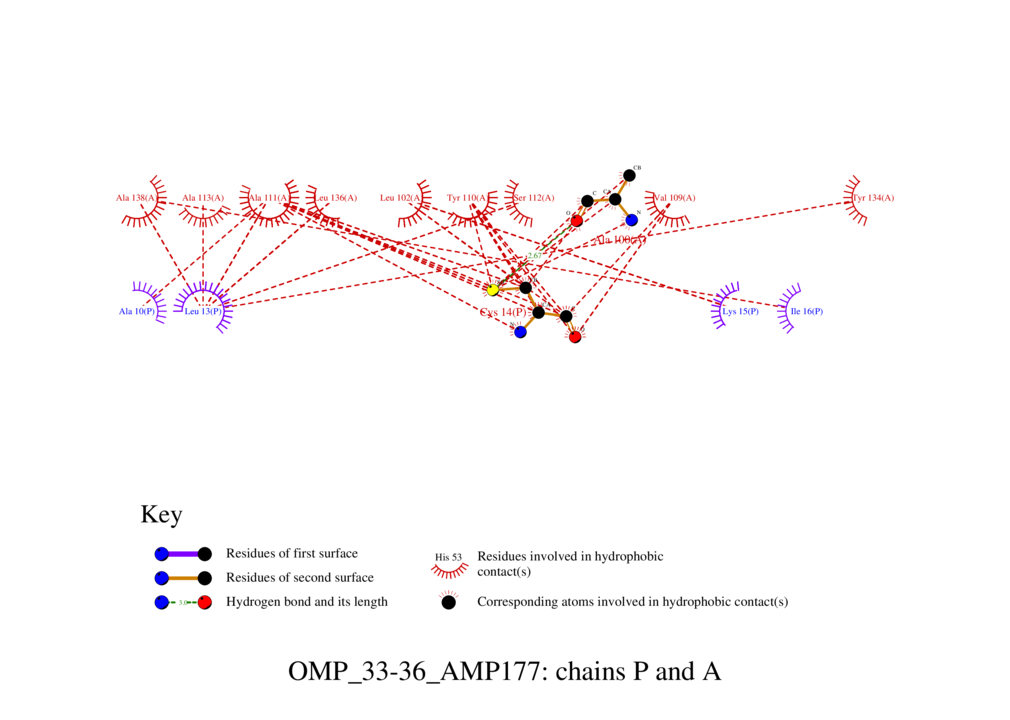 CB
C CA
Ala 138(A) Ala 113(A) Ala 111(A) Leu 136(A) Leu 102(A) Tyr 110(A) Ser 112(A) Val 109(A) Tyr 134(A)
O N
Ala 100(A)
2.67
Ala 10(P) Leu 13(P) Cys 14(P) Lys 15(P) Ile 16(P)
Key
Residues of first surface
Residues of second surface
3.0 Hydrogen bond and its length
His 53 Residues involved in hydrophobic
contact(s)
Corresponding atoms involved in hydrophobic contact(s)
OMP_33-36_AMP177: chains P and A